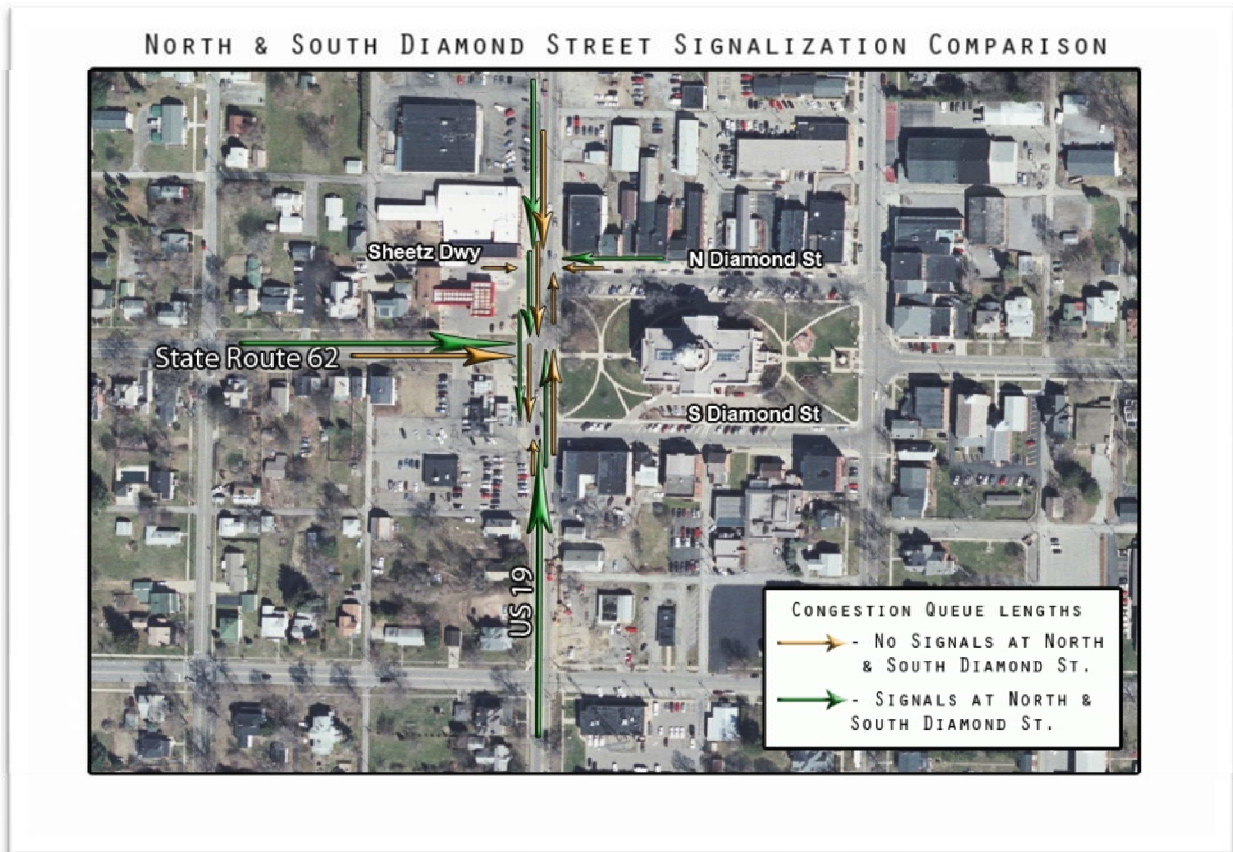 North & South Diamond Street Signalization Comparison
Sheetz Dwy
N Diamond St
State Route 62
S Diamond St
US 19
Congestion Queue lengths
- No Signals at North
& South Diamond St.
- Signals at North &
South Diamond St.